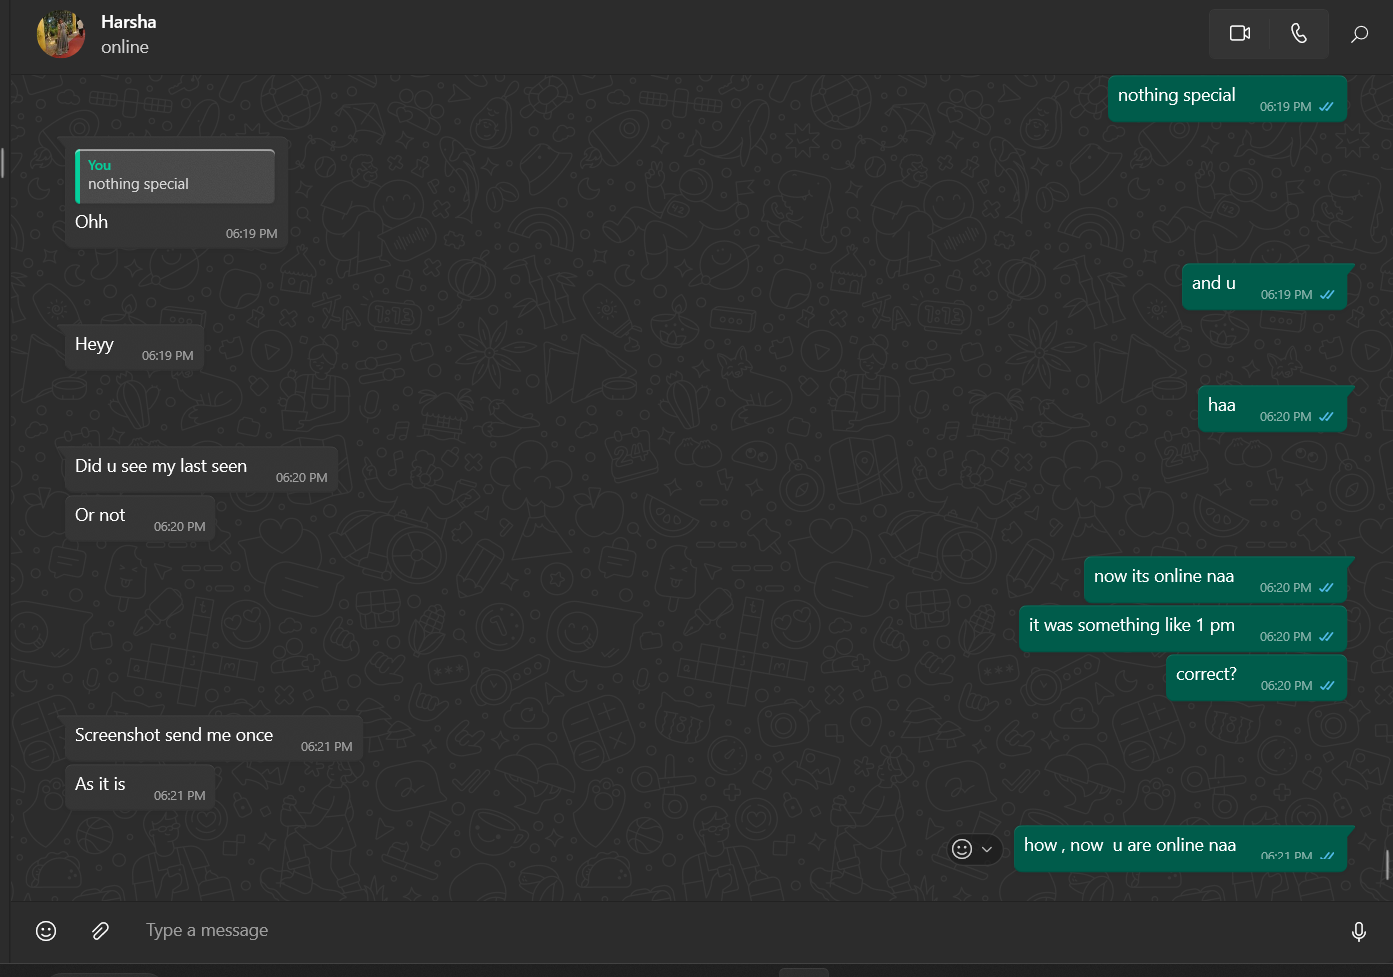 Harsha
online
nothing special
06:19 PM
You
nothing special
Ohh
06:19 PM
and u
06:19 PM
Heyy
06:19 PM
haa
06:20 PM
Did u see my last seen
06:20 PM
Or not
06:20 PM
now its online naa
06:20 PM
it was something like 1 pm
06:20 PM
correct?
06:20 PM
Screenshot send me once
06:21 PM
As it is
06:21 PM
how , now  u are online naa
06:21 PM
Type a message